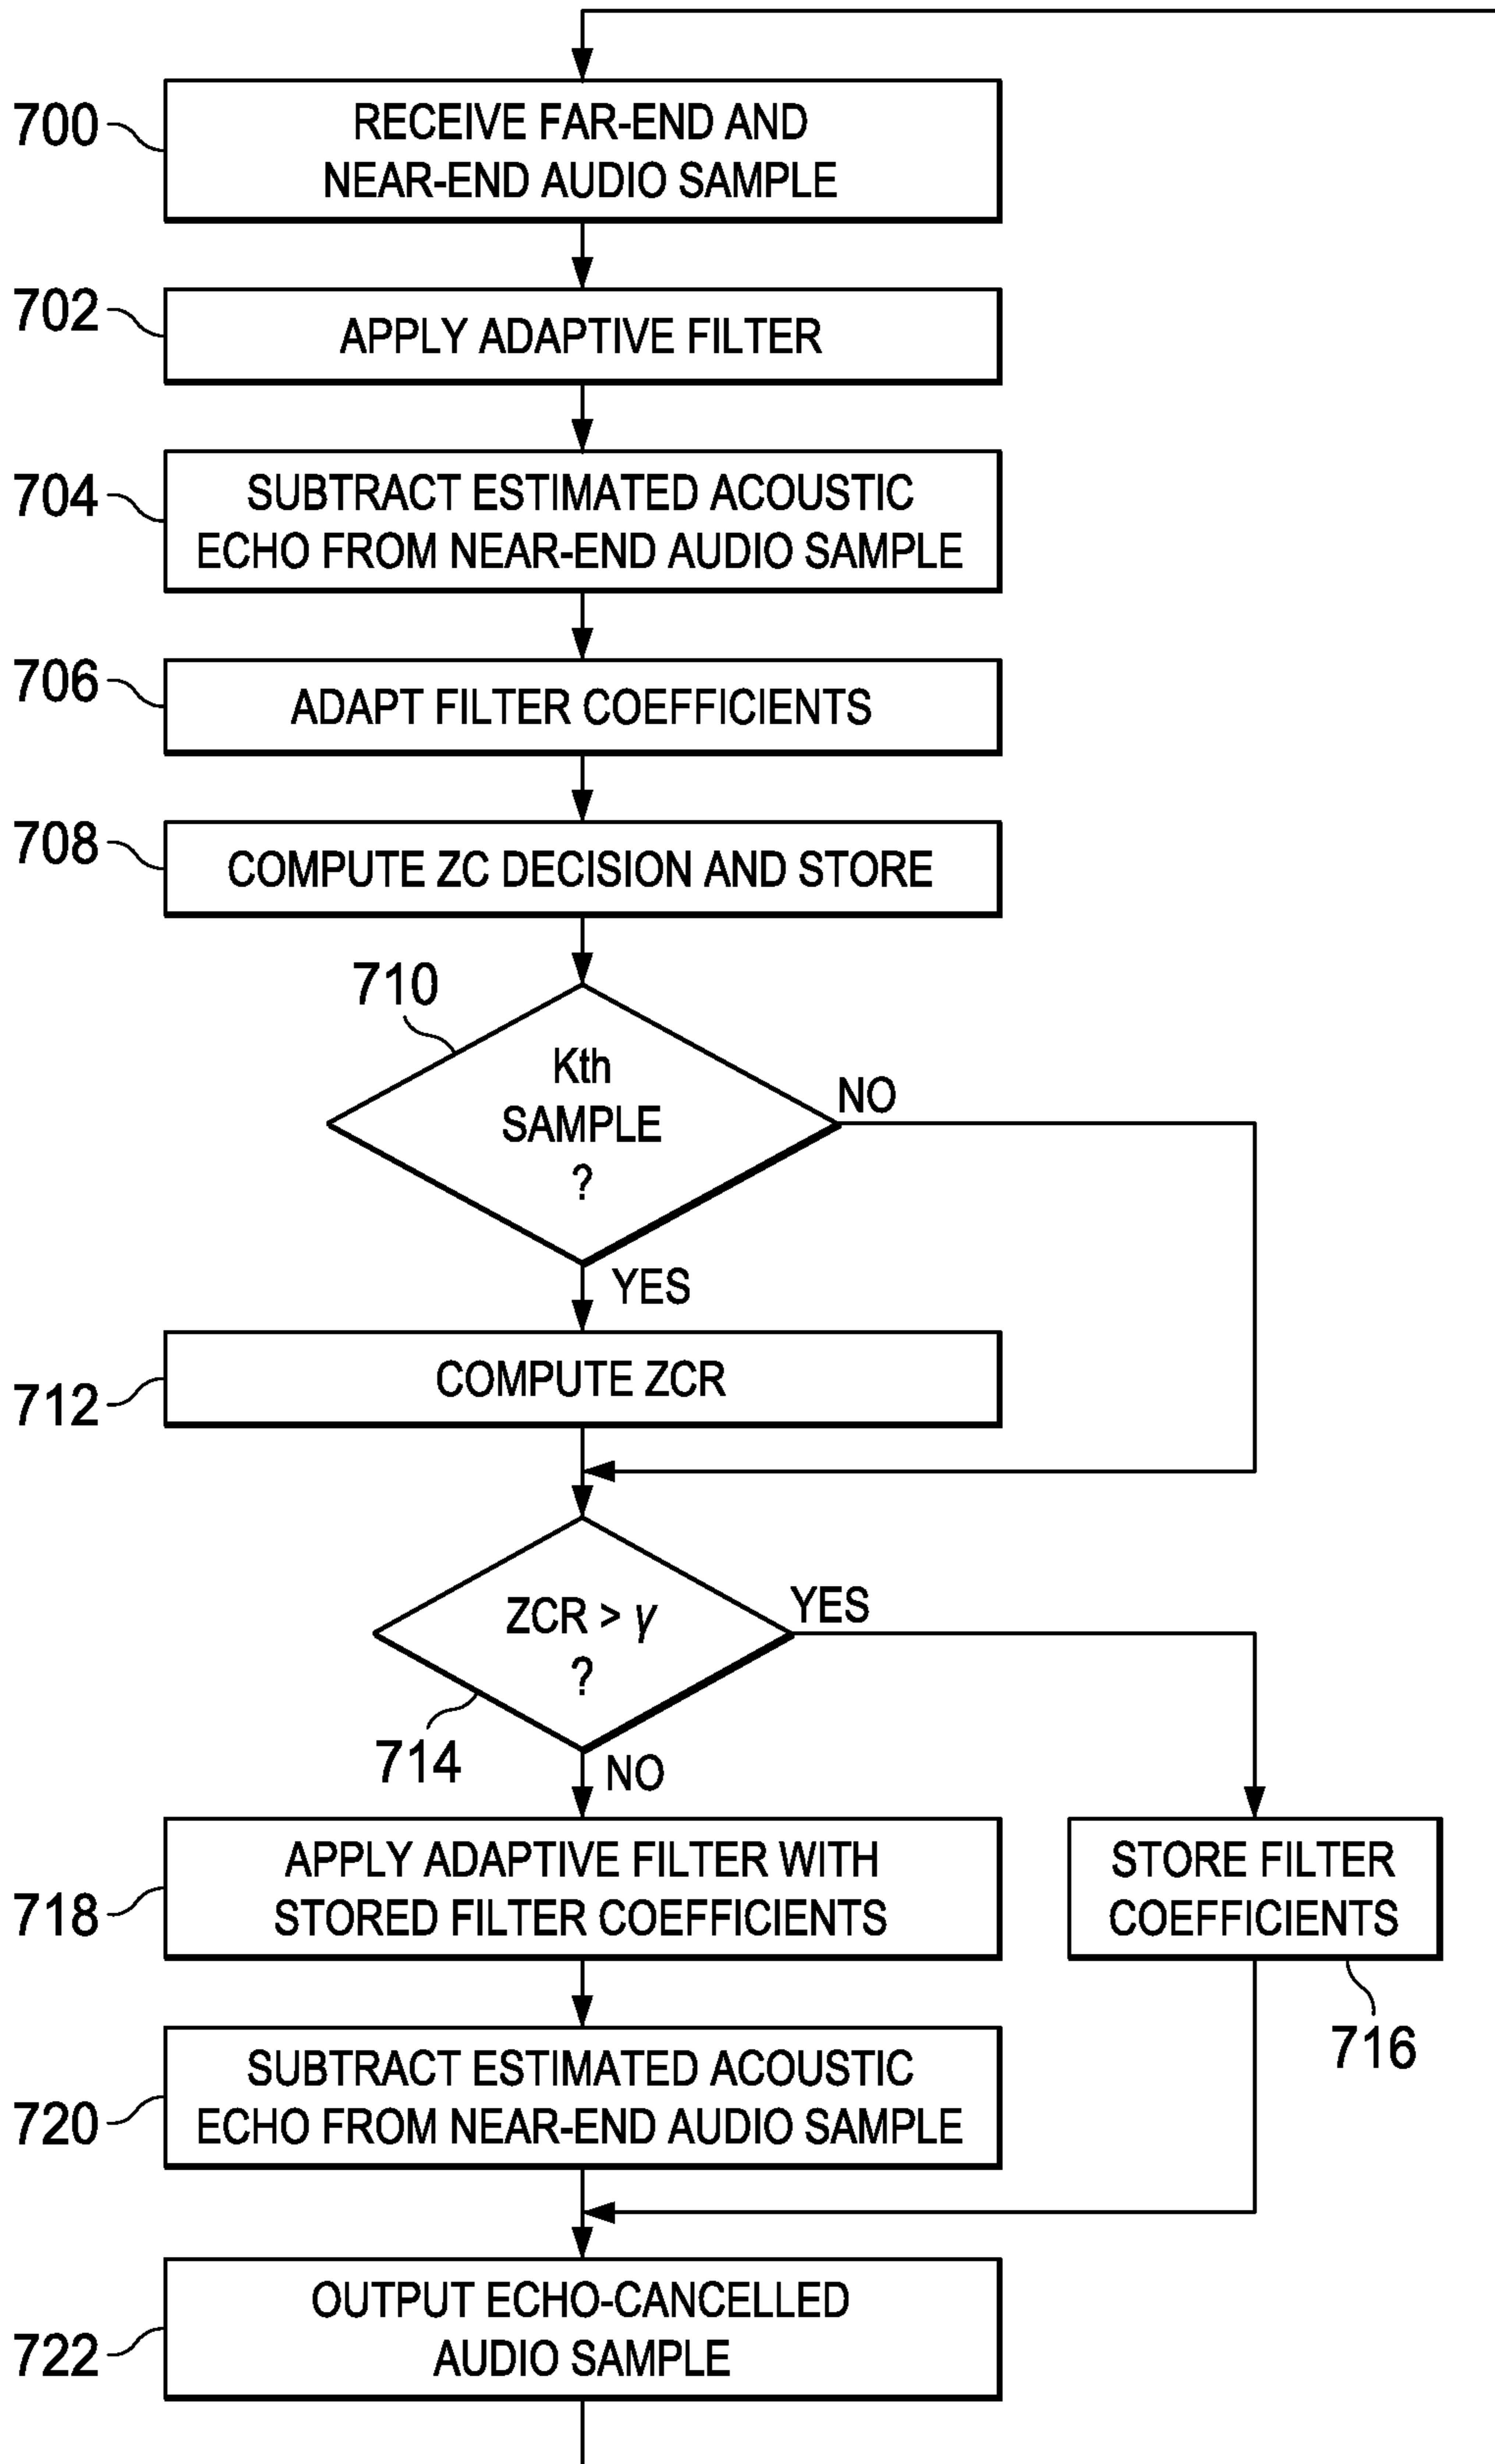 700
RECEIVE FAR-END AND
NEAR-END AUDIO SAMPLE
702
APPLY ADAPTIVE FILTER
704
SUBTRACT ESTIMATED ACOUSTIC
ECHO FROM NEAR-END AUDIO SAMPLE
706
ADAPT FILTER COEFFICIENTS
708
COMPUTE ZC DECISION AND STORE
710
Kth
SAMPLE
?
NO
YES
712
COMPUTE ZCR
ZCR > γ
?
YES
714
NO
718
APPLY ADAPTIVE FILTER WITH
STORED FILTER COEFFICIENTS
STORE FILTER
COEFFICIENTS
716
720
SUBTRACT ESTIMATED ACOUSTIC
ECHO FROM NEAR-END AUDIO SAMPLE
722
OUTPUT ECHO-CANCELLED
AUDIO SAMPLE